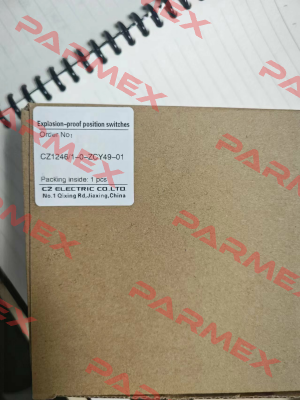 PARMEX
PARMEX
PARMEX
Explosion-proof position switches
Order No:
CZ1246/1-0-ZCY49-01
Packing inside: 1 pcs
CZ ELECTRIC CO.LTD
No.1 Qixing Rd,Jiaxing,China
PARMEX
PARMEX
PARMEX